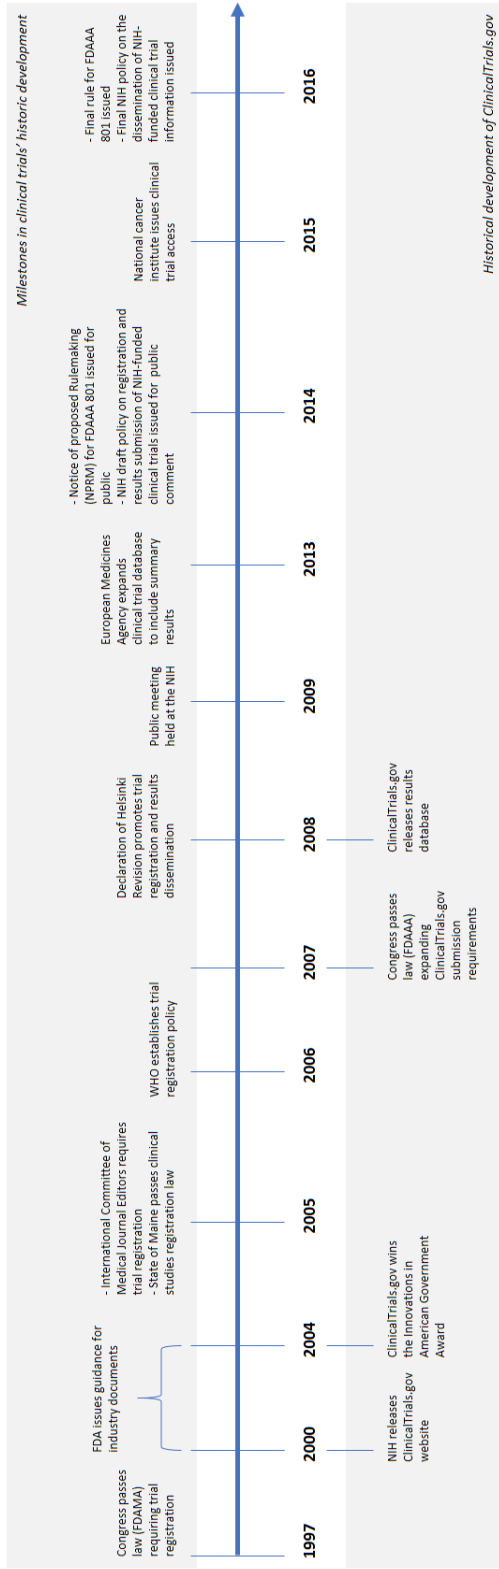 Milestones in clinical trials' historic development
Congress passes
law (FDAMA)
requiring trial
registration
FDA issues guidance for
industry documents
- International Committee of
Medical Journal Editors requires
trial registration
- State of Maine passes clinical
studies registration law
WHO establishes trial
registration policy
Declaration of Helsinki
Revision promotes trial
registration and results
dissemination
Public meeting
held at the NIH
European Medicines
Agency expands
clinical trial database
to include summary
results
- Notice of proposed Rulemaking
(NPRM) for FDAAA 801 issued for
public
- NIH draft policy on registration and
results submission of NIH-funded
clinical trials issued for public
comment
National cancer
institute issues clinical
trial access
- Final rule for FDAAA
801 issued
- Final NIH policy on the
dissemination of NIH-
funded clinical trial
information issued
1997
2000
2004
2005
2006
2007
2008
2009
2013
2014
2015
2016
NIH releases
ClinicalTrials.gov
website
ClinicalTrials.gov wins
the Innovations in
American Government
Award
Congress passes
law (FDAAA)
expanding
ClinicalTrials.gov
submission
requirements
ClinicalTrials.gov
releases results
database
Historical development of ClinicalTrials.gov